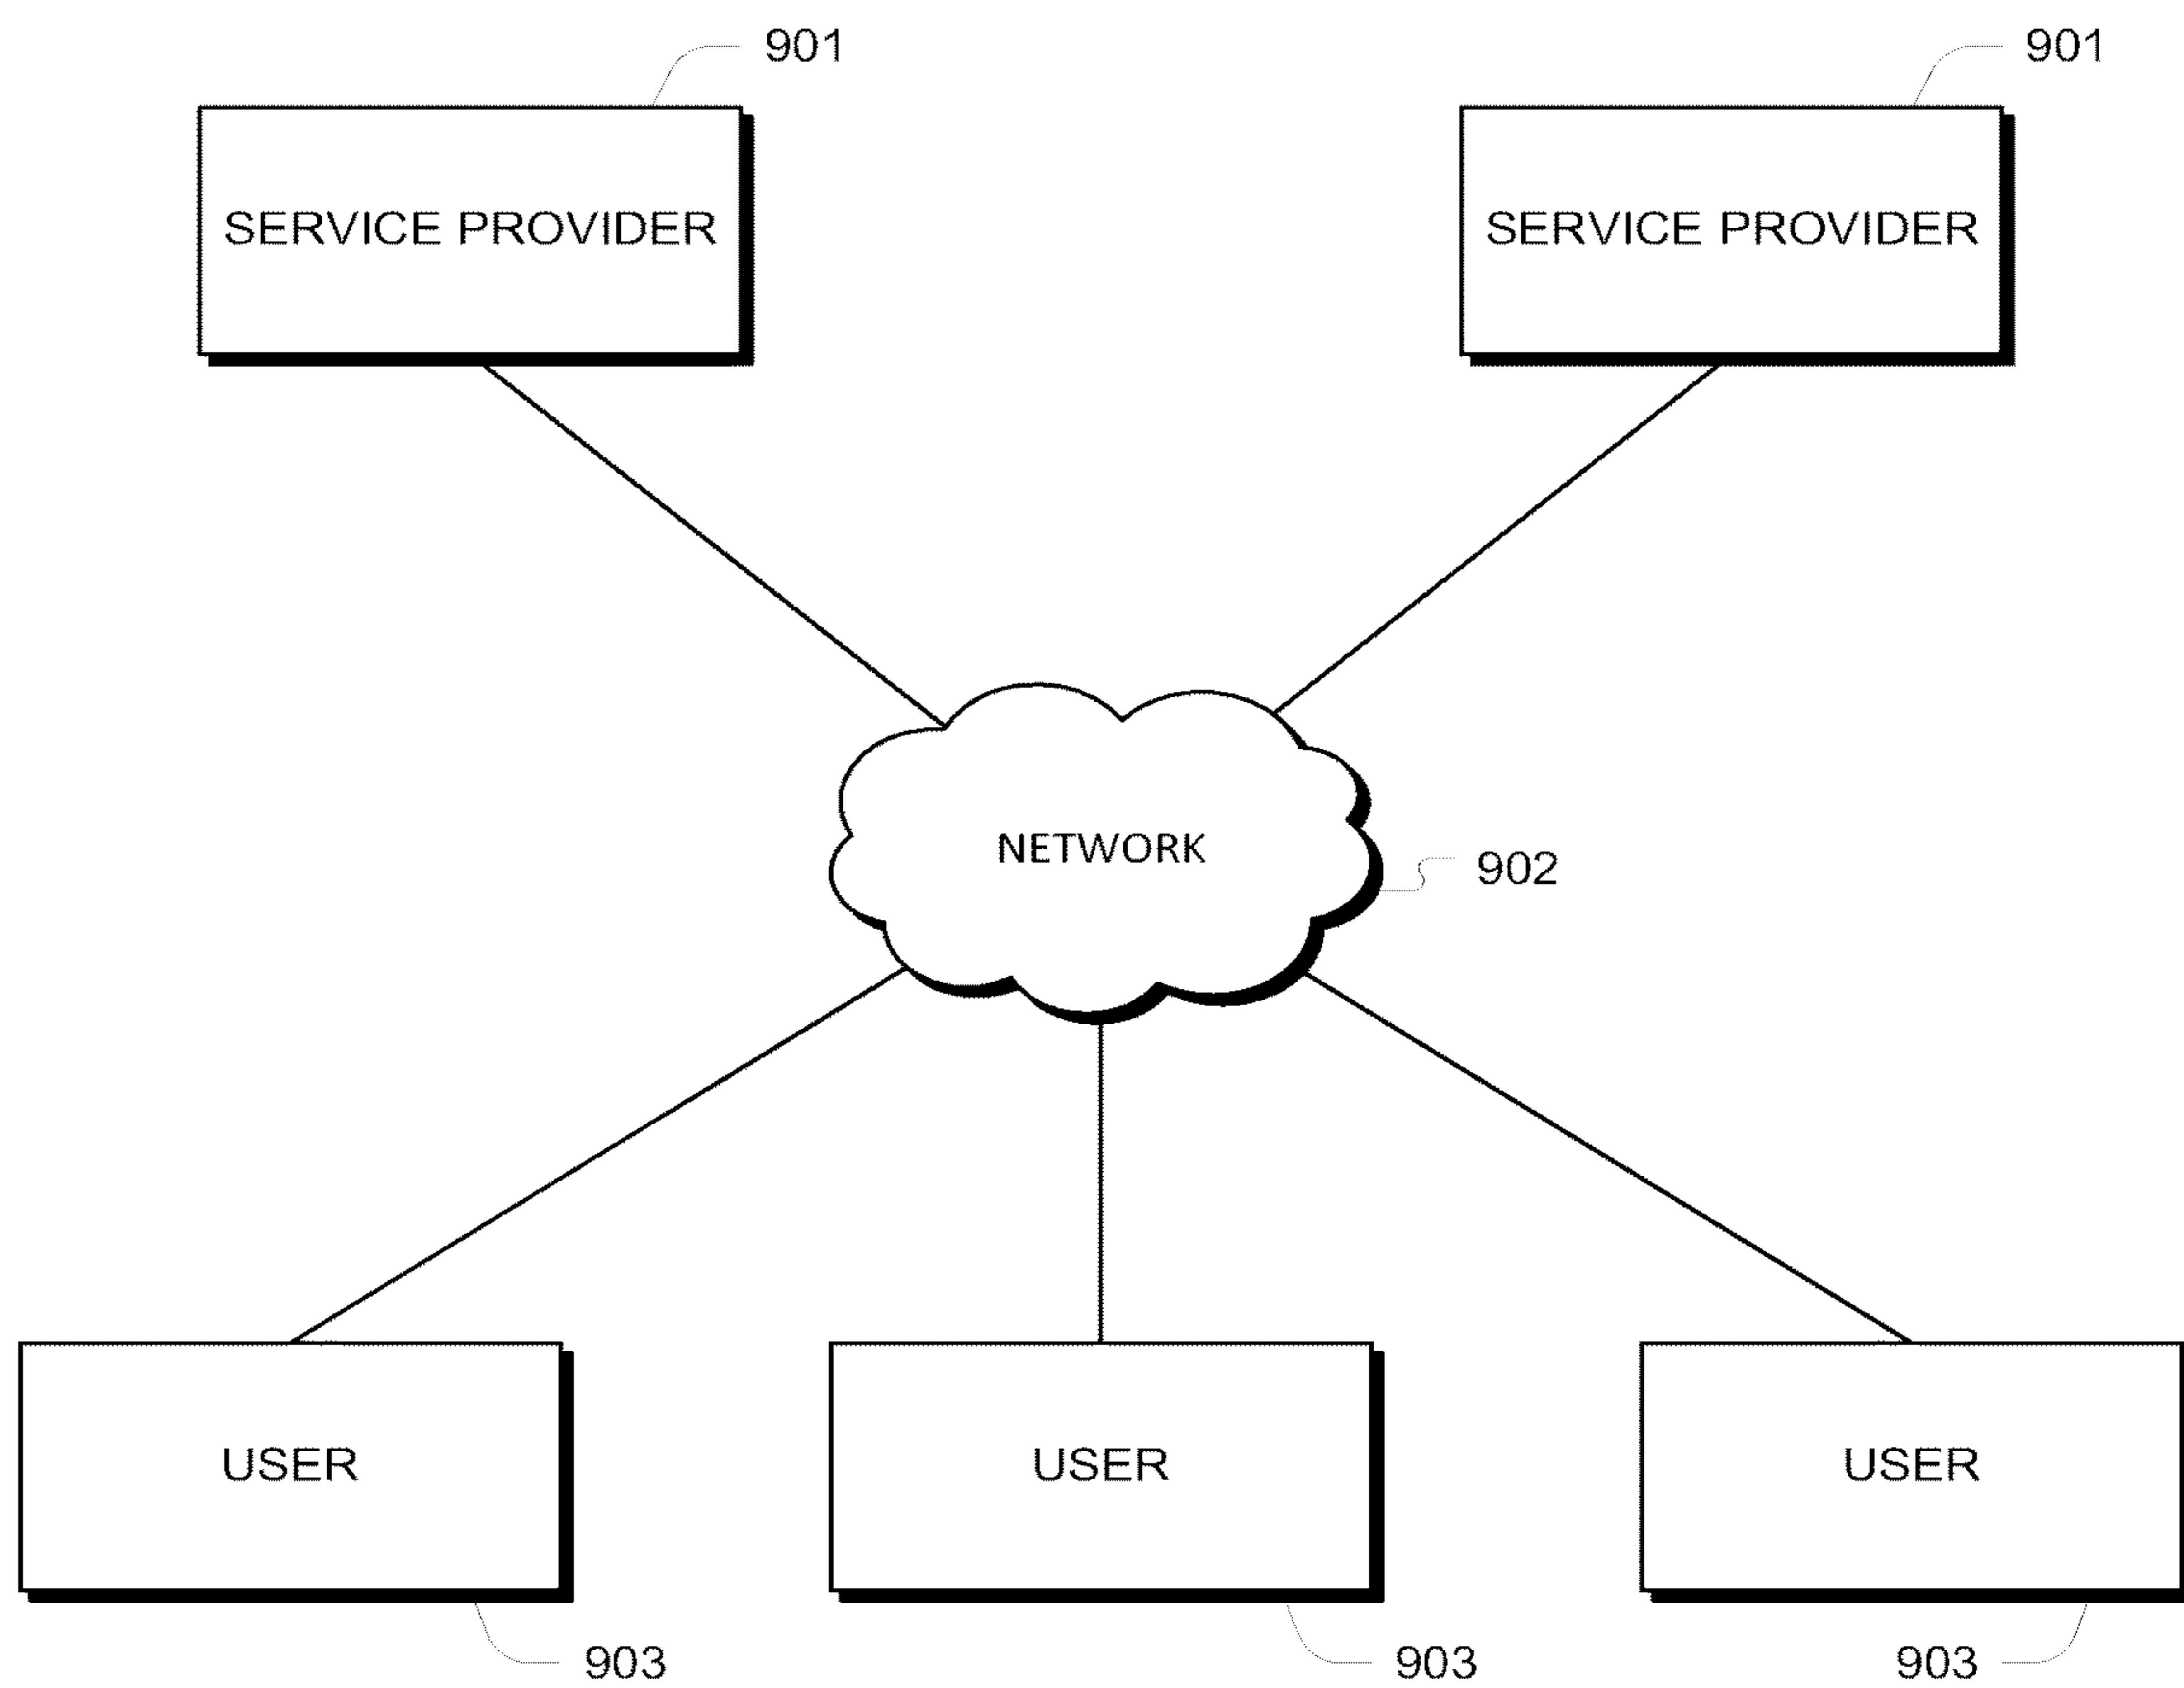 901
901
SERVICE PROVIDER
SERVICE PROVIDER
NETWORK
902
USER
USER
USER
903
903
903